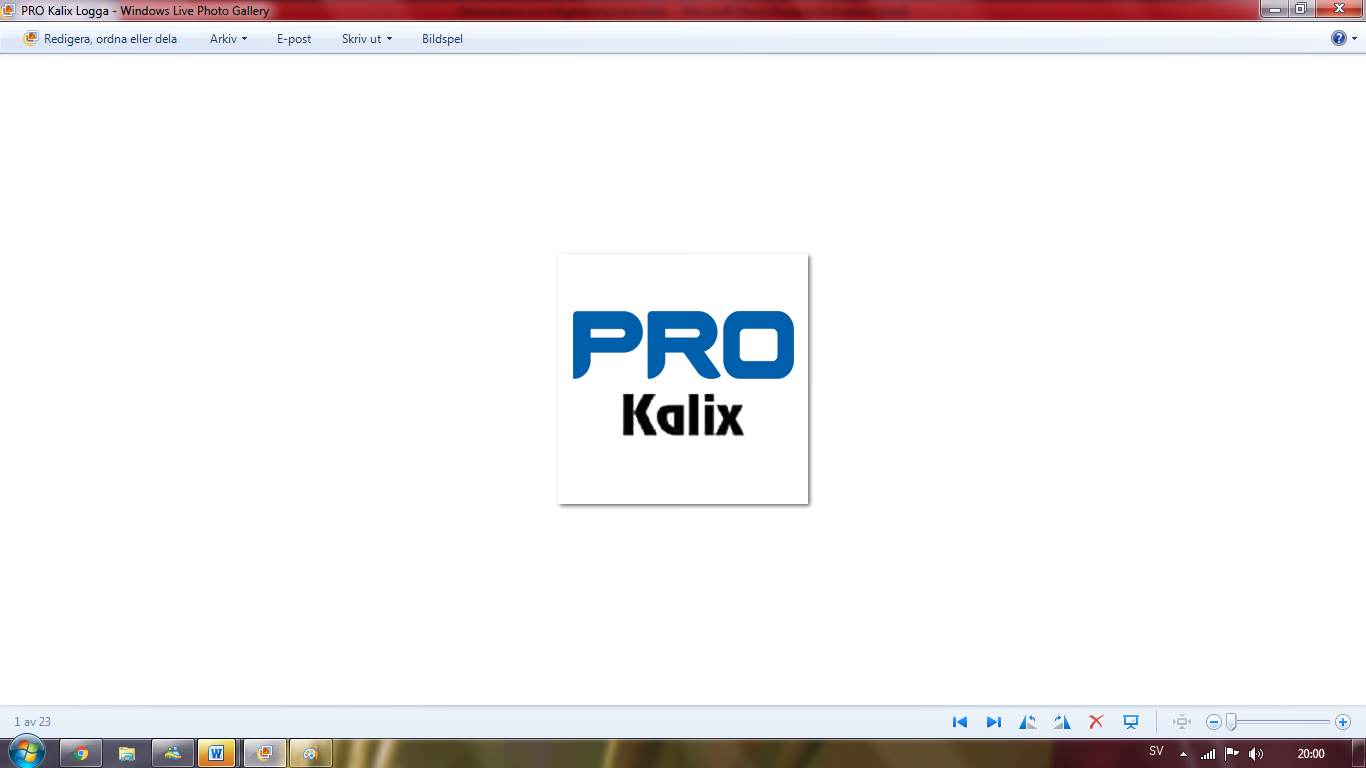 PRO Kalix Logga - Windows Live Photo Gallery
Redigera, ordna eller dela Arkiv E-post Skriv ut Bildspel
PRO
Kalix
1 av 23
SV 20:00